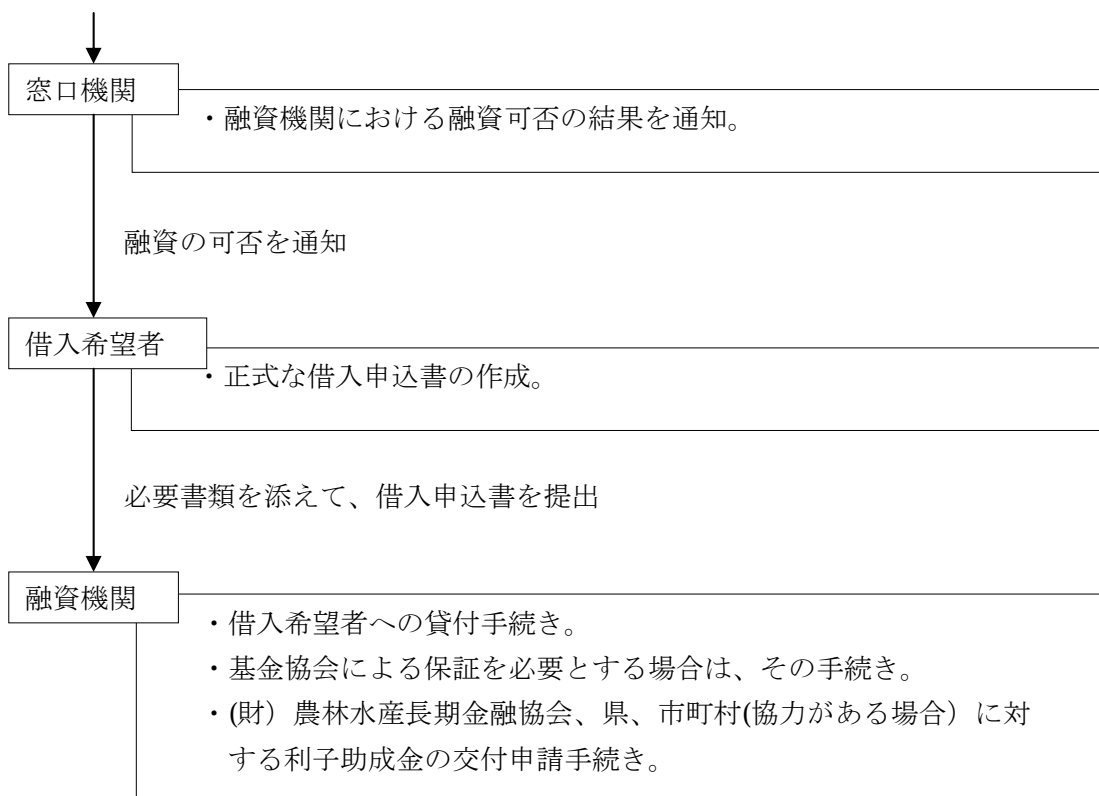 窓口機関
・融資機関における融資可否の結果を通知。
融資の可否を通知
借入希望者
・正式な借入申込書の作成。
必要書類を添えて、借入申込書を提出
融資機関
・借入希望者への貸付手続き。
・基金協会による保証を必要とする場合は、その手続き。
・(財）農林水産長期金融協会、県、市町村(協力がある場合）に対
する利子助成金の交付申請手続き。